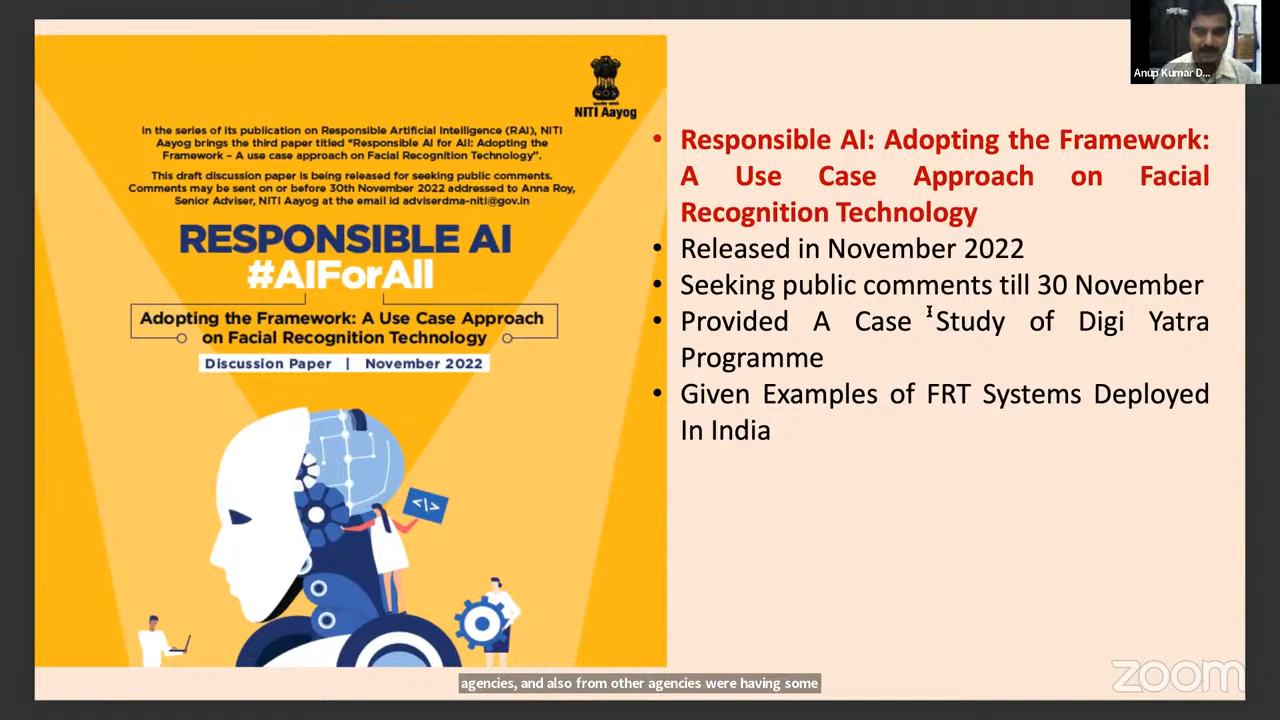 Anup Kumar D...
NITI Aayog
In the series of its publication on Responsible Artificial Intelligence (RAI), NITI
Aayog brings the third paper titled "Responsible AI for All: Adopting the
Framework – A use case approach on Facial Recognition Technology".
This draft discussion paper is being released for seeking public comments.
Comments may be sent on or before 30th November 2022 addressed to Anna Roy,
Senior Adviser, NITI Aayog at the email id adviserdma-niti@gov.in
RESPONSIBLE AI
#AIForAll
Adopting the Framework: A Use Case Approach
on Facial Recognition Technology
Discussion Paper | November 2022
</>
• Responsible AI: Adopting the Framework:
A Use Case Approach on Facial
Recognition Technology
• Released in November 2022
• Seeking public comments till 30 November
• Provided A Case Study of Digi Yatra
Programme
• Given Examples of FRT Systems Deployed
In India
agencies, and also from other agencies were having some
zoom